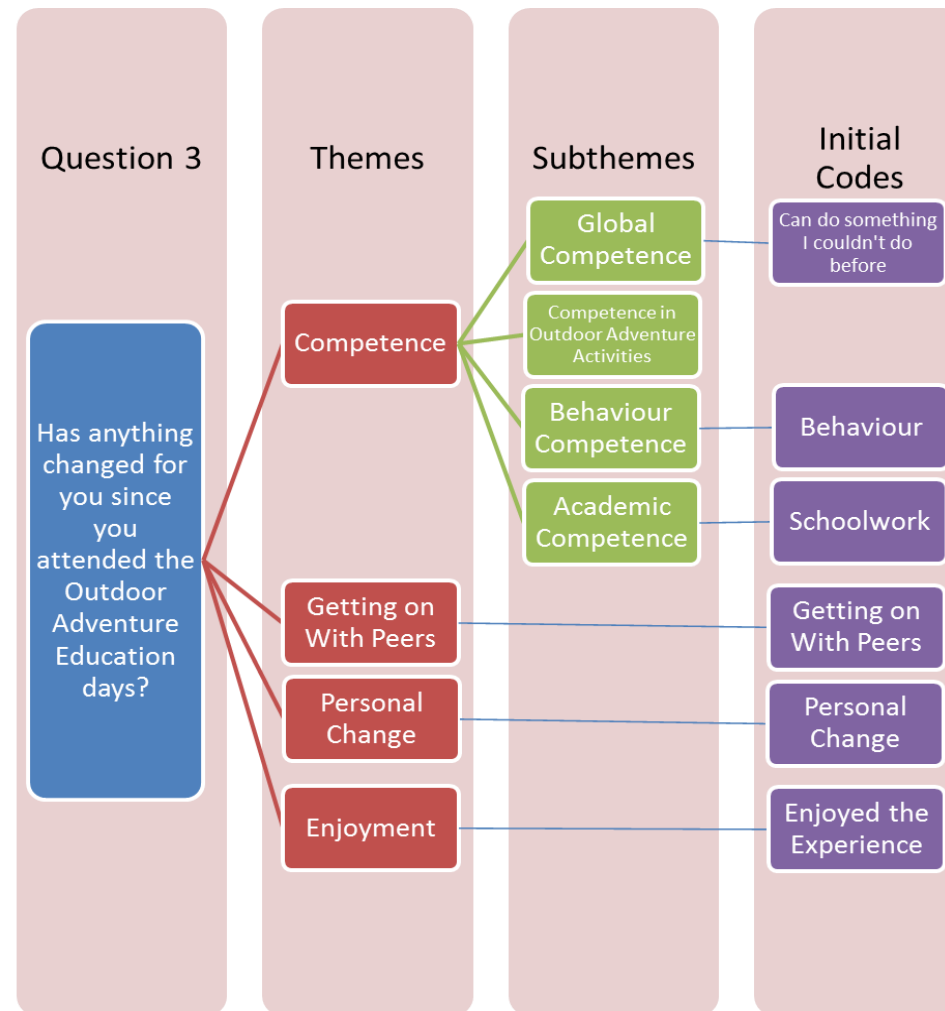 Question 3
Themes
Subthemes
Initial
Codes
Has anything
changed for
you since
you
attended the
Outdoor
Adventure
Education
days?
Competence
Getting on
With Peers
Personal
Change
Enjoyment
Global
Competence
Competence in
Outdoor Adventure
Activities
Behaviour
Competence
Academic
Competence
Can do something
I couldn't do
before
Behaviour
Schoolwork
Getting on
With Peers
Personal
Change
Enjoyed the
Experience